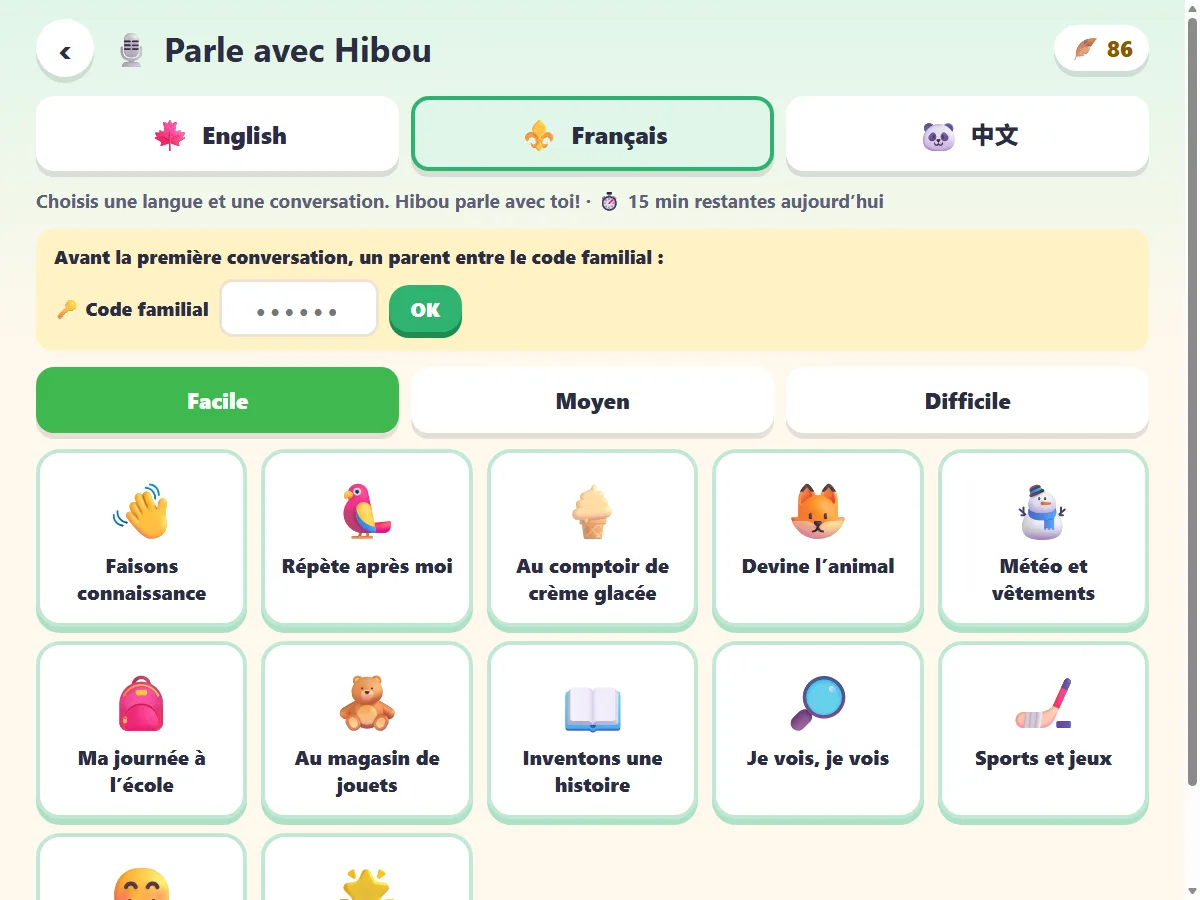 Parle avec Hibou
86
English
Français
中文
Choisis une langue et une conversation. Hibou parle avec toi! · 15 min restantes aujourd’hui
Avant la première conversation, un parent entre le code familial :
Code familial
••••••
OK
Facile
Moyen
Difficile
Faisons
connaissance
Répète après moi
Au comptoir de
crème glacée
Devine l’animal
Météo et
vêtements
Ma journée à
l’école
Au magasin de
jouets
Inventons une
histoire
Je vois, je vois
Sports et jeux